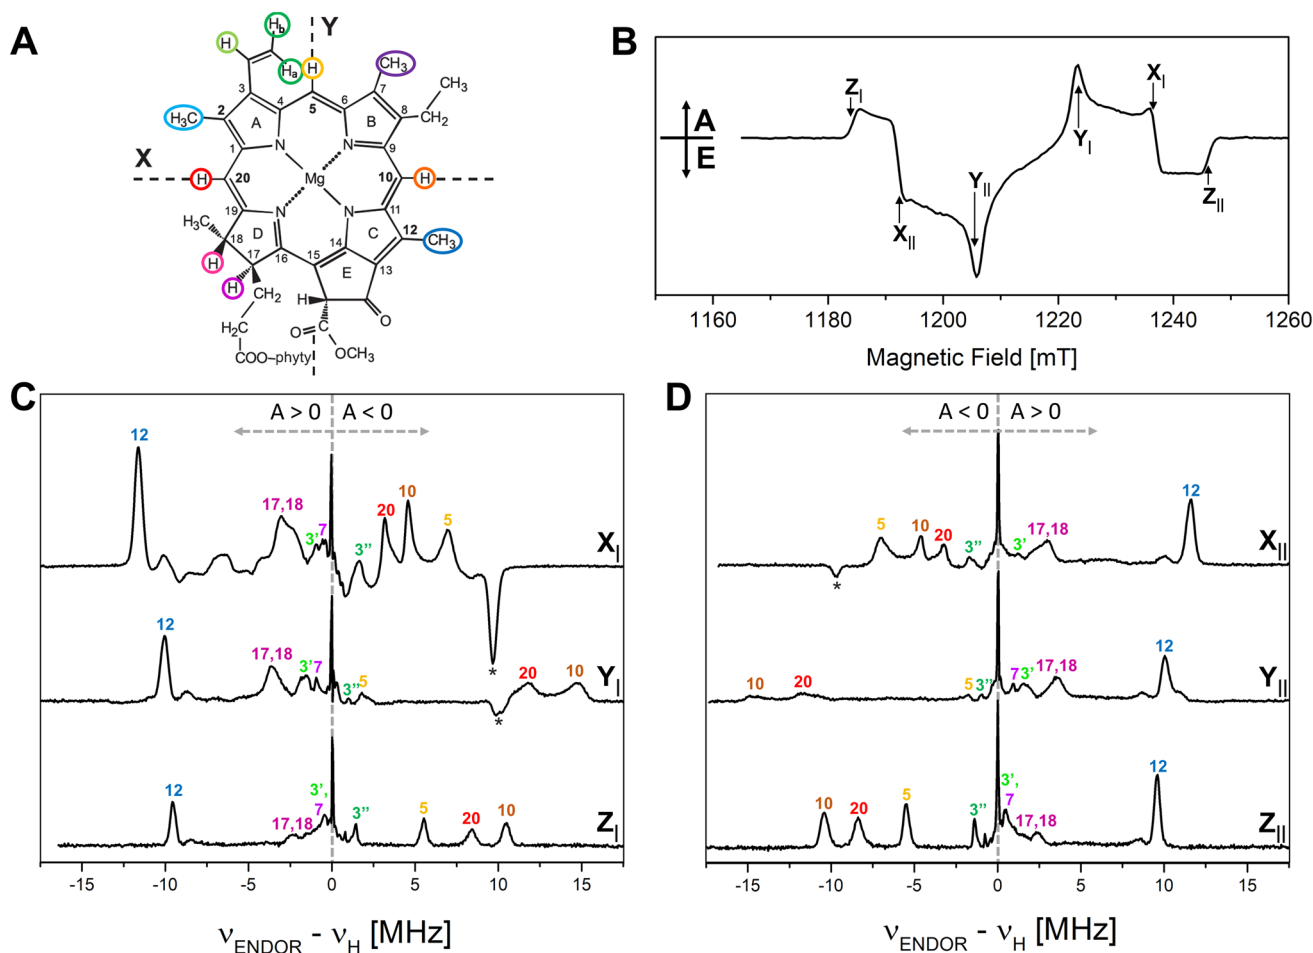 A
H
H_b
H_a
H
Y
CH₃
CH₃
3
4
5
6
7
8
H₃C
2
A
B
CH₂
1
N
N
9
X
H
20
Mg
10
H
19
N
N
11
H₃C
D
C
12
CH₃
18
14
H
17
16
15
13
H
E
H
CH₂
O
H₂C
O
COO–phytyl
OCH₃
B
A
E
Z|
X||
Y||
Y|
X|
Z||
1160 1180 1200 1220 1240 1260
Magnetic Field [mT]
C
A > 0 A < 0
12 17,18 3' 7 3'' 20 10 5
X|
*
12 17,18 3' 7 3'' 5 20 10
Y|
*
12 17,18 3', 7 3'' 5 20 10
Z|
-15 -10 -5 0 5 10 15
ν_ENDOR - ν_H [MHz]
D
A < 0 A > 0
5 10 20 3'' 3' 17,18 12
X||
*
10 20 5 3'' 7 3' 17,18 12
Y||
10 20 5 3'' 3', 7 17,18 12
Z||
-15 -10 -5 0 5 10 15
ν_ENDOR - ν_H [MHz]